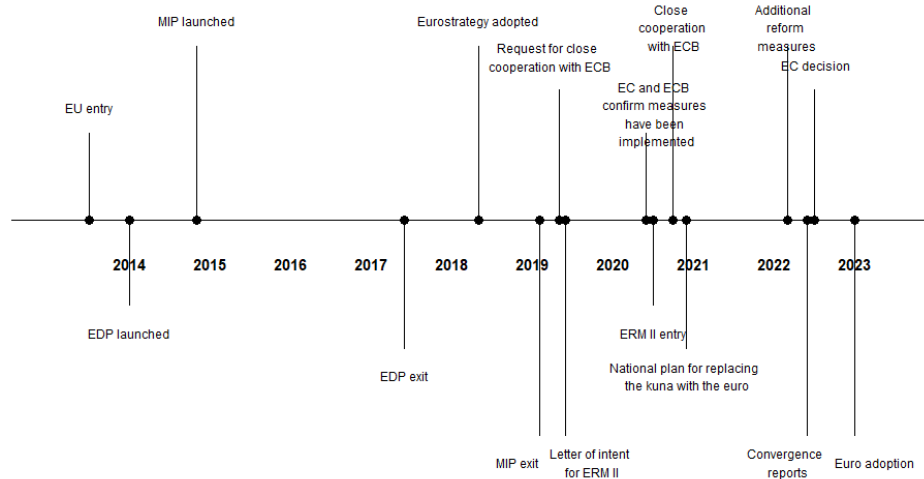 MIP launched
Eurostrategy adopted
Close
cooperation
with ECB
Additional
reform
measures
Request for close
cooperation with ECB
EC decision
EU entry
EC and ECB
confirm measures
have been
implemented
2014
2015
2016
2017
2018
2019
2020
2021
2022
2023
EDP launched
EDP exit
ERM II entry
National plan for replacing
the kuna with the euro
MIP exit
Letter of intent
for ERM II
Convergence
reports
Euro adoption